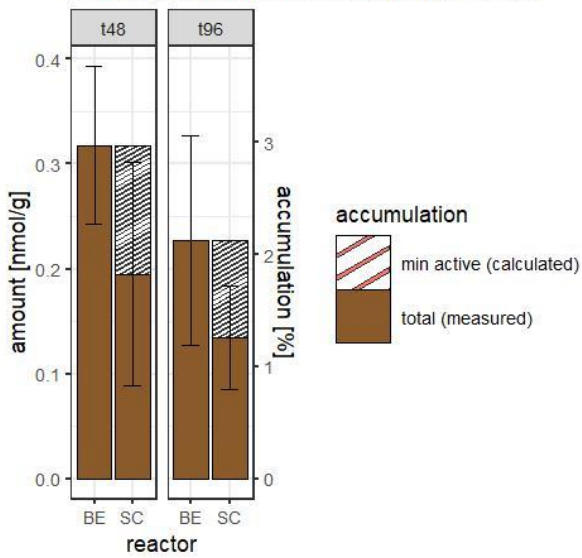 t48
t96
0.4
0.3
0.2
0.1
0.0
amount [nmol/g]
3
2
1
0
accumulation [%]
BE
SC
BE
SC
reactor
accumulation
min active (calculated)
total (measured)